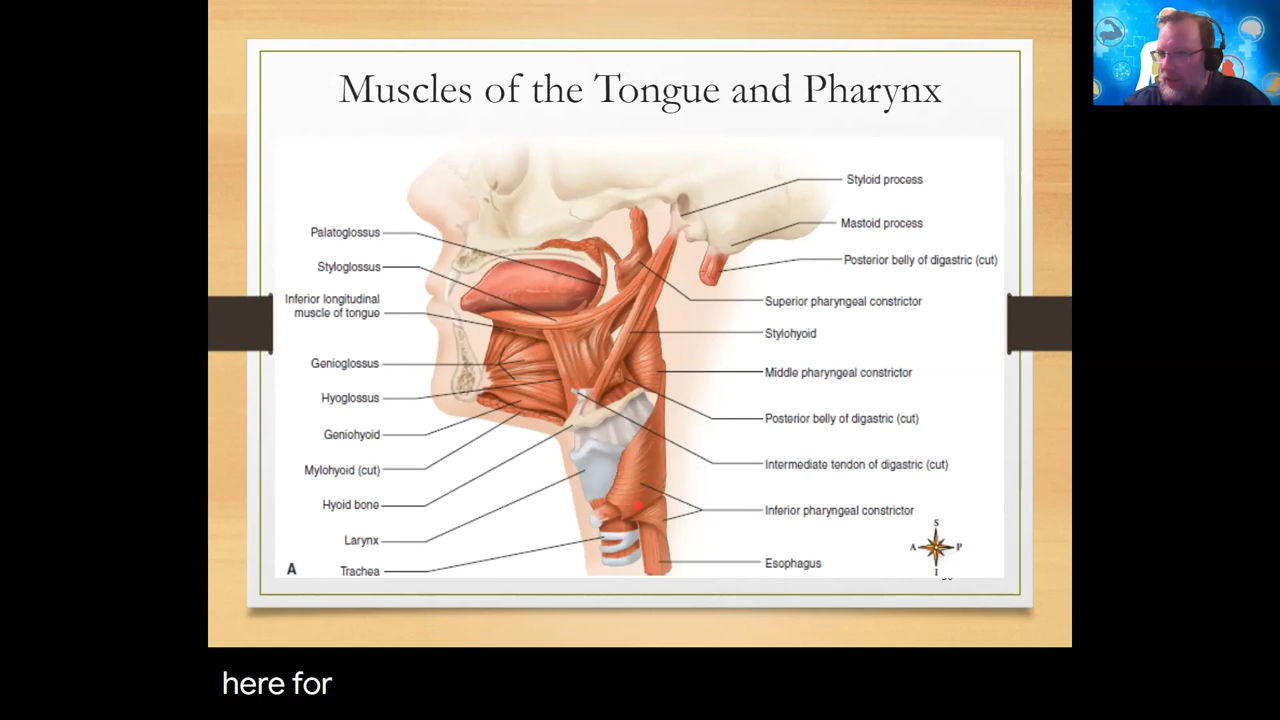 Muscles of the Tongue and Pharynx
Palatoglossus
Styloglossus
Inferior longitudinal
muscle of tongue
Genioglossus
Hyoglossus
Geniohyoid
Mylohyoid (cut)
Hyoid bone
Larynx
Trachea
A
Styloid process
Mastoid process
Posterior belly of digastric (cut)
Superior pharyngeal constrictor
Stylohyoid
Middle pharyngeal constrictor
Posterior belly of digastric (cut)
Intermediate tendon of digastric (cut)
Inferior pharyngeal constrictor
Esophagus
S
A P
I
here for